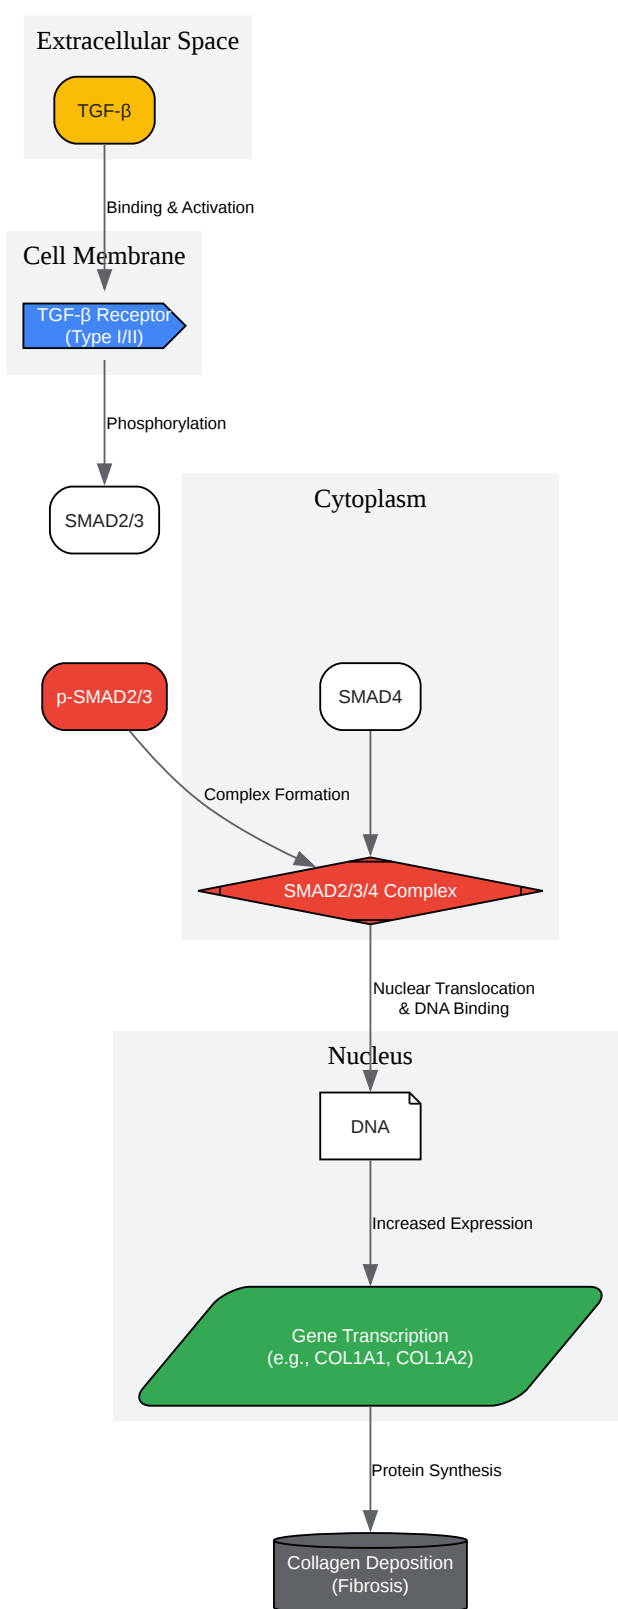 Extracellular Space
TGF-β
Binding & Activation
Cell Membrane
TGF-β Receptor
(Type I/II)
Phosphorylation
SMAD2/3
Cytoplasm
p-SMAD2/3
SMAD4
Complex Formation
SMAD2/3/4 Complex
Nuclear Translocation
& DNA Binding
Nucleus
DNA
Increased Expression
Gene Transcription
(e.g., COL1A1, COL1A2)
Protein Synthesis
Collagen Deposition
(Fibrosis)